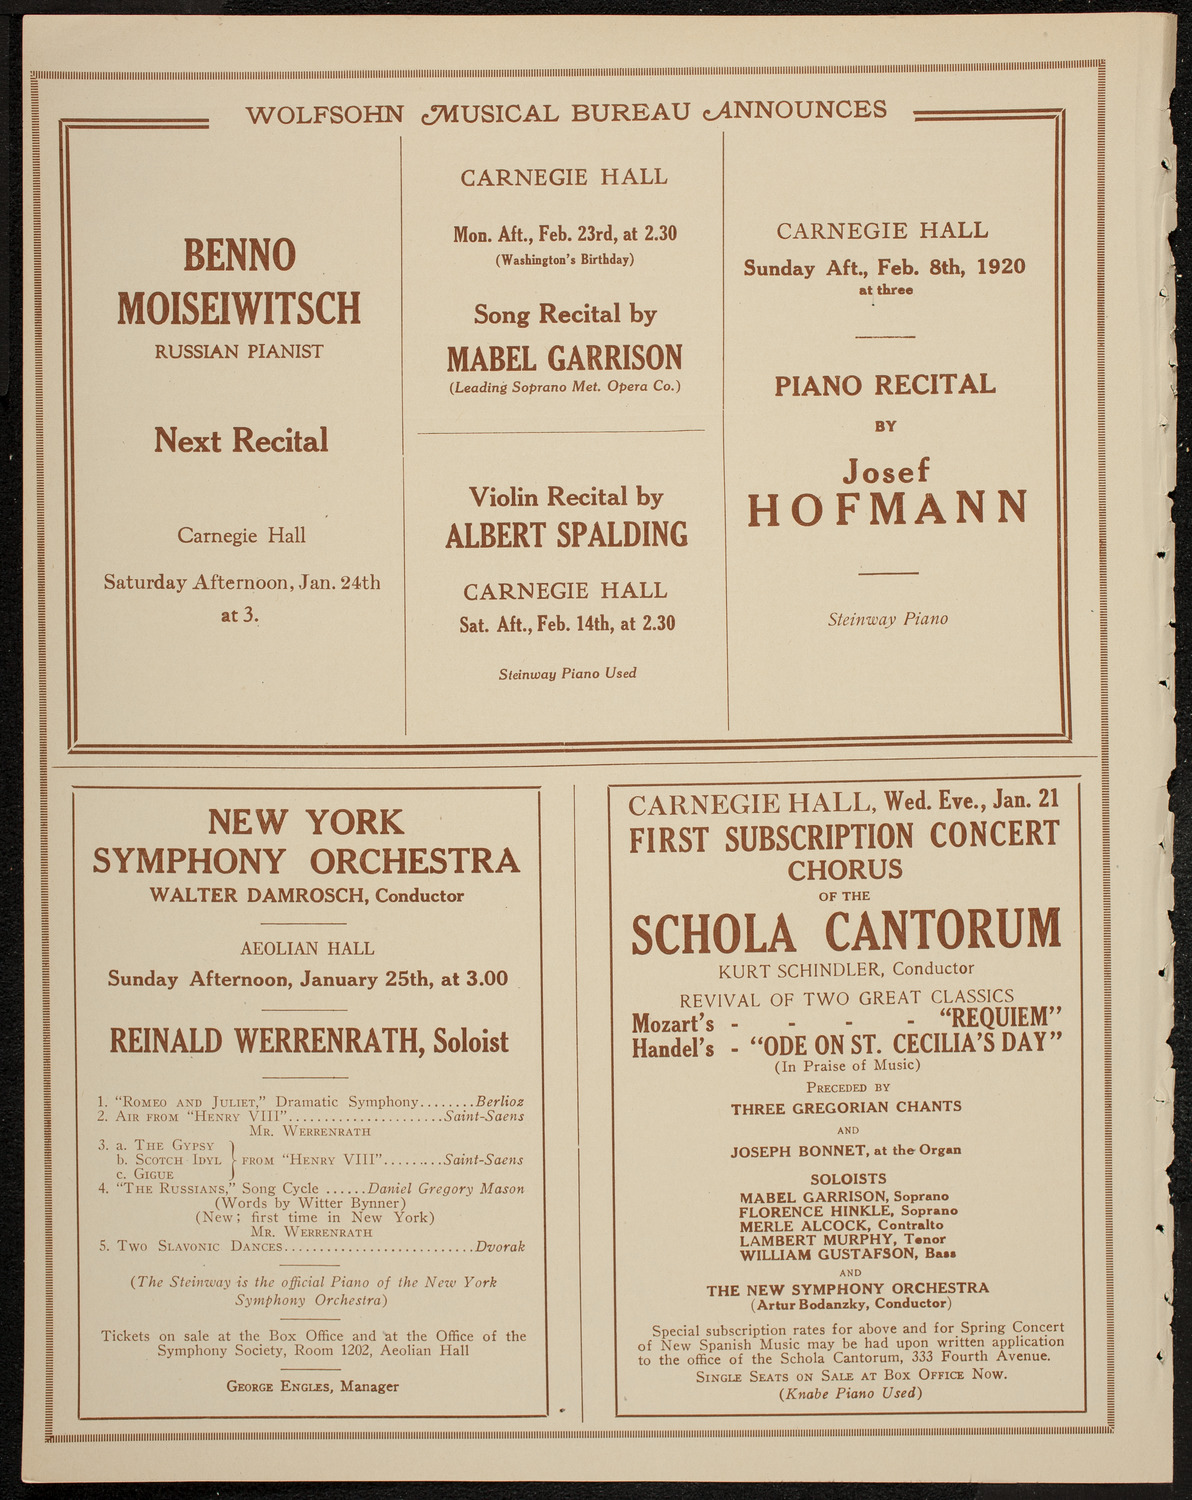 WOLFSOHN MUSICAL BUREAU ANNOUNCES
BENNO
MOISEIWITSCH
RUSSIAN PIANIST
Next Recital
Carnegie Hall
Saturday Afternoon, Jan. 24th
at 3.
CARNEGIE HALL
Mon. Aft., Feb. 23rd, at 2.30
(Washington's Birthday)
Song Recital by
MABEL GARRISON
(Leading Soprano Met. Opera Co.)
Violin Recital by
ALBERT SPALDING
CARNEGIE HALL
Sat. Aft., Feb. 14th, at 2.30
Steinway Piano Used
CARNEGIE HALL
Sunday Aft., Feb. 8th, 1920
at three
PIANO RECITAL
BY
Josef
HOFMANN
Steinway Piano
NEW YORK
SYMPHONY ORCHESTRA
WALTER DAMROSCH, Conductor
AEOLIAN HALL
Sunday Afternoon, January 25th, at 3.00
REINALD WERRENRATH, Soloist
1. "ROMEO AND JULIET," Dramatic Symphony........Berlioz
2. AIR FROM "HENRY VIII"......................Saint-Saens
MR. WERRENRATH
3. a. THE GYPSY
b. SCOTCH IDYL } FROM "HENRY VIII".........Saint-Saens
c. GIGUE
4. "THE RUSSIANS," Song Cycle ......Daniel Gregory Mason
(Words by Witter Bynner)
(New; first time in New York)
MR. WERRENRATH
5. TWO SLAVONIC DANCES...........................Dvorak
(The Steinway is the official Piano of the New York
Symphony Orchestra)
Tickets on sale at the Box Office and at the Office of the
Symphony Society, Room 1202, Aeolian Hall
GEORGE ENGLES, Manager
CARNEGIE HALL, Wed. Eve., Jan. 21
FIRST SUBSCRIPTION CONCERT
CHORUS
OF THE
SCHOLA CANTORUM
KURT SCHINDLER, Conductor
REVIVAL OF TWO GREAT CLASSICS
Mozart's - - - - "REQUIEM"
Handel's - "ODE ON ST. CECILIA'S DAY"
(In Praise of Music)
PRECEDED BY
THREE GREGORIAN CHANTS
AND
JOSEPH BONNET, at the Organ
SOLOISTS
MABEL GARRISON, Soprano
FLORENCE HINKLE, Soprano
MERLE ALCOCK, Contralto
LAMBERT MURPHY, Tenor
WILLIAM GUSTAFSON, Bass
AND
THE NEW SYMPHONY ORCHESTRA
(Artur Bodanzky, Conductor)
Special subscription rates for above and for Spring Concert
of New Spanish Music may be had upon written application
to the office of the Schola Cantorum, 333 Fourth Avenue.
SINGLE SEATS ON SALE AT BOX OFFICE NOW.
(Knabe Piano Used)